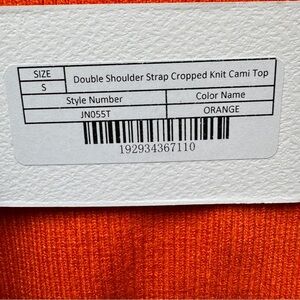 SIZE Double Shoulder Strap Cropped Knit Cami Top
S
Style Number Color Name
JN055T ORANGE
192934367110